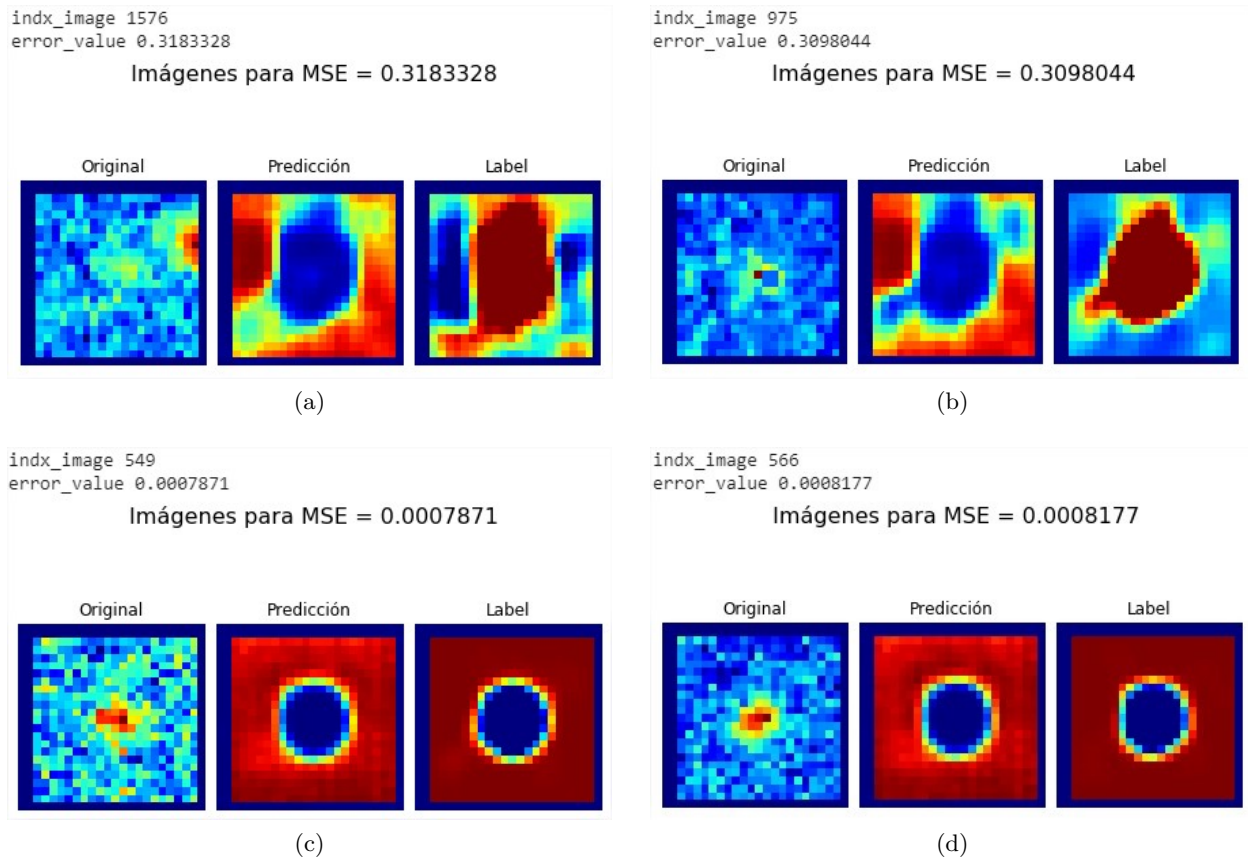 indx_image 1576
error_value 0.3183328
Imágenes para MSE = 0.3183328
Original Predicción Label
(a)
indx_image 975
error_value 0.3098044
Imágenes para MSE = 0.3098044
Original Predicción Label
(b)
indx_image 549
error_value 0.0007871
Imágenes para MSE = 0.0007871
Original Predicción Label
(c)
indx_image 566
error_value 0.0008177
Imágenes para MSE = 0.0008177
Original Predicción Label
(d)